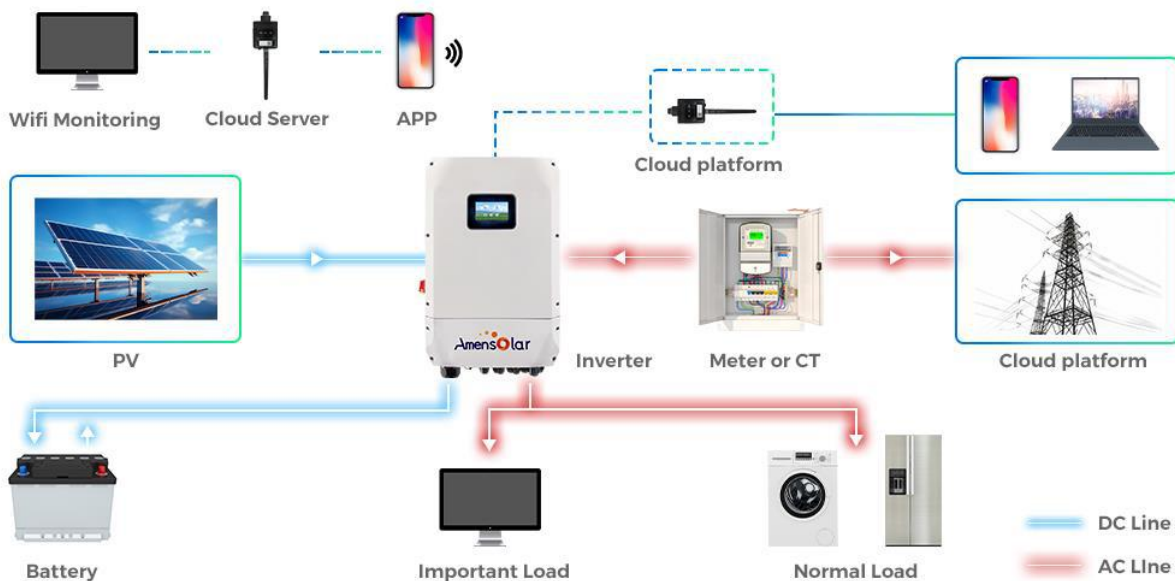 Wifi Monitoring
Cloud Server
APP
Cloud platform
PV
AmensOlar
Inverter
Meter or CT
Cloud platform
Battery
Important Load
Normal Load
DC Line
AC LIne